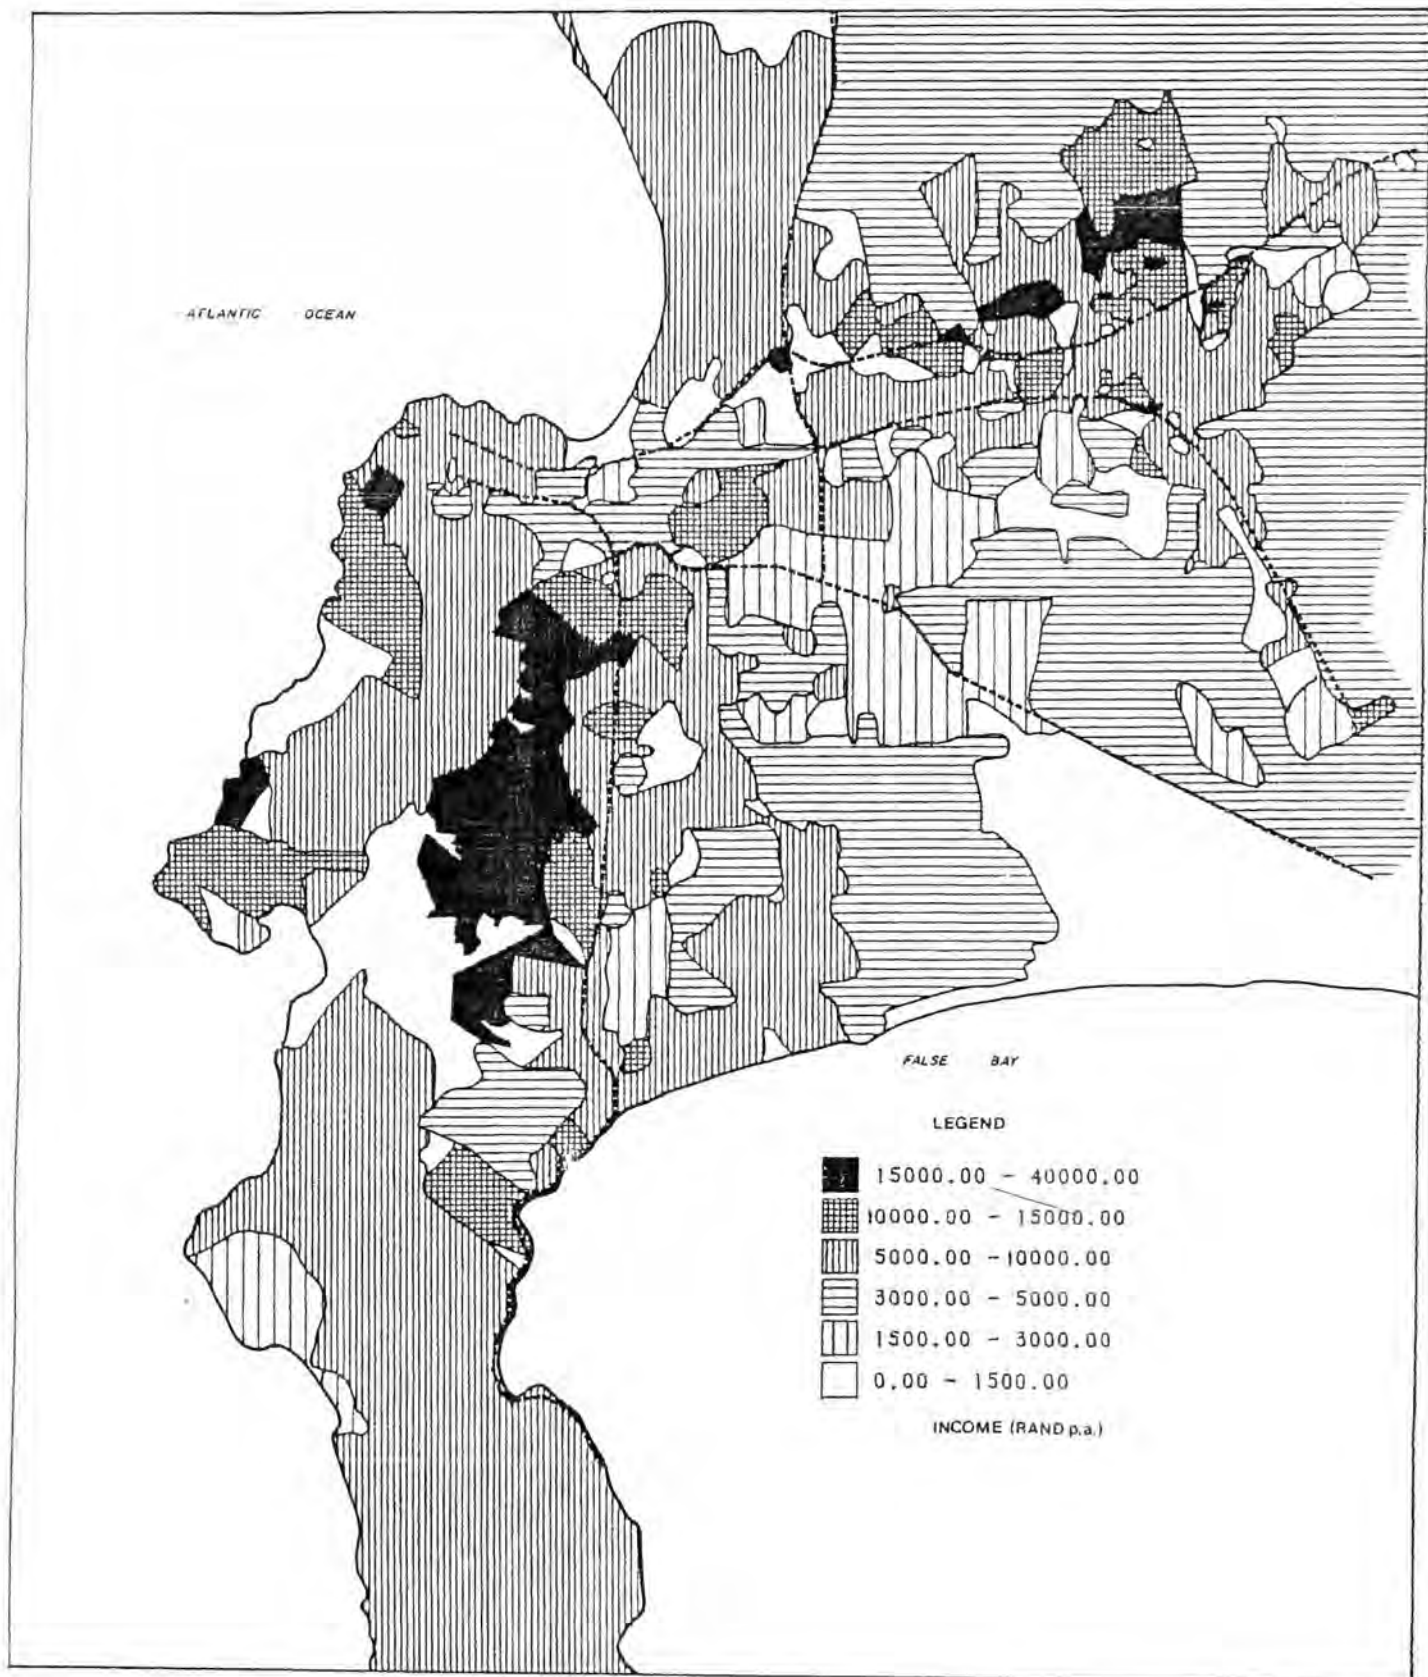 ATLANTIC OCEAN
FALSE BAY
LEGEND
15000.00 - 40000.00
10000.00 - 15000.00
5000.00 - 10000.00
3000.00 - 5000.00
1500.00 - 3000.00
0.00 - 1500.00
INCOME (RAND p.a.)